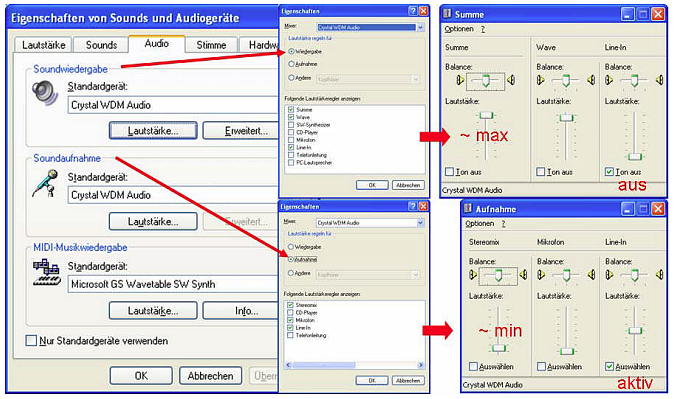 Eigenschaften von Sounds und Audiogeräte
Lautstärke Sounds Audio Stimme Hardw
Soundwiedergabe
Standardgerät:
Crystal WDM Audio
Lautstärke... Erweitert...
Soundaufnahme
Standardgerät:
Crystal WDM Audio
Lautstärke... Erweitert...
MIDI-Musikwiedergabe
Standardgerät:
Microsoft GS Wavetable SW Synth
Lautstärke... Info...
Nur Standardgeräte verwenden
OK Abbrechen Übern
Eigenschaften
Mixer: Crystal WDM Audio
Lautstärke regeln für
Wiedergabe
Aufnahme
Andere Kopfhörer
Folgende Lautstärkeregler anzeigen:
Summe
Wave
SW-Synthesizer
CD-Player
Mikrofon
Line-In
Telefonleitung
PC-Lautsprecher
OK Abbrechen
Eigenschaften
Mixer: Crystal WDM Audio
Lautstärke regeln für
Wiedergabe
Aufnahme
Andere Kopfhörer
Folgende Lautstärkeregler anzeigen:
Stereomix
CD-Player
Mikrofon
Line-In
Telefonleitung
OK Abbrechen
Summe
Optionen ?
Summe Wave Line-In
Balance: Balance: Balance:
Lautstärke: Lautstärke: Lautstärke:
~ max
Ton aus Ton aus Ton aus
aus
Crystal WDM Audio
Aufnahme
Optionen ?
Stereomix Mikrofon Line-In
Balance: Balance: Balance:
Lautstärke: Lautstärke: Lautstärke:
~ min
Auswählen Auswählen Auswählen
aktiv
Crystal WDM Audio